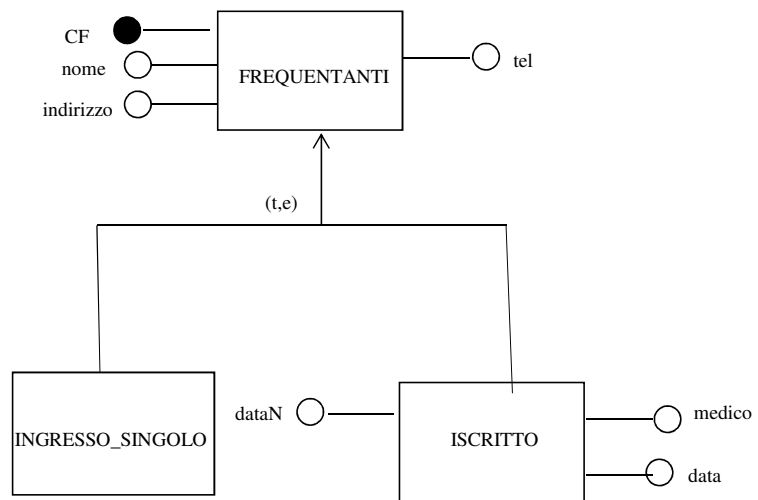 CF
nome
indirizzo
FREQUENTANTI
tel
(t,e)
INGRESSO_SINGOLO
dataN
ISCRITTO
medico
data